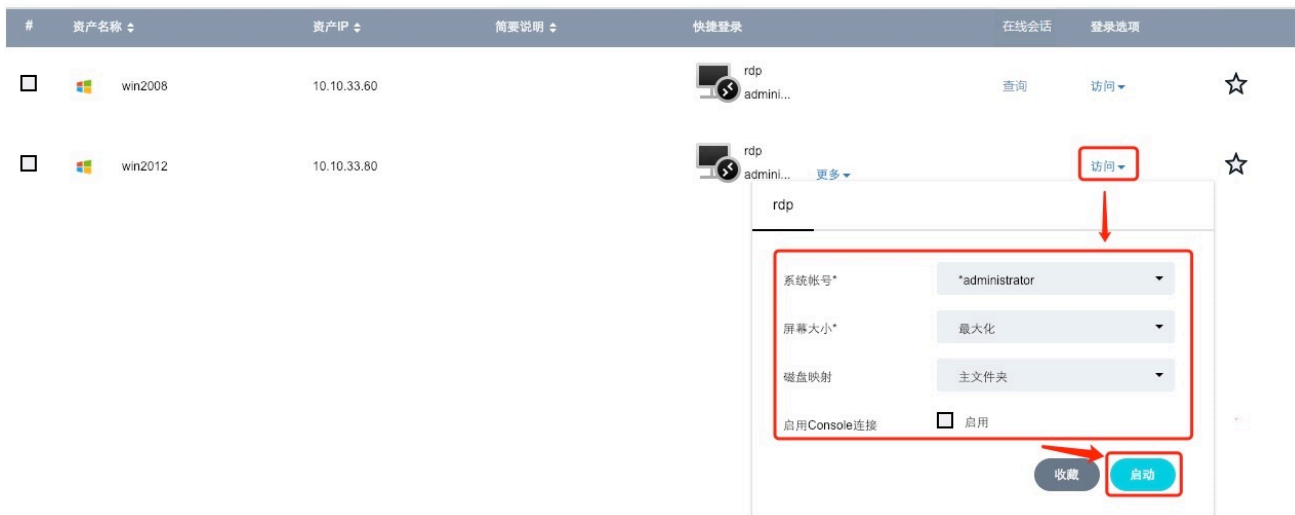 # 资产名称 资产IP 简要说明 快捷登录 在线会话 登录选项
rdp
win2008 10.10.33.60 admini... 查询 访问
rdp
win2012 10.10.33.80 admini... 更多 访问
rdp
系统帐号* *administrator
屏幕大小* 最大化
磁盘映射 主文件夹
启用Console连接 启用
收藏 启动